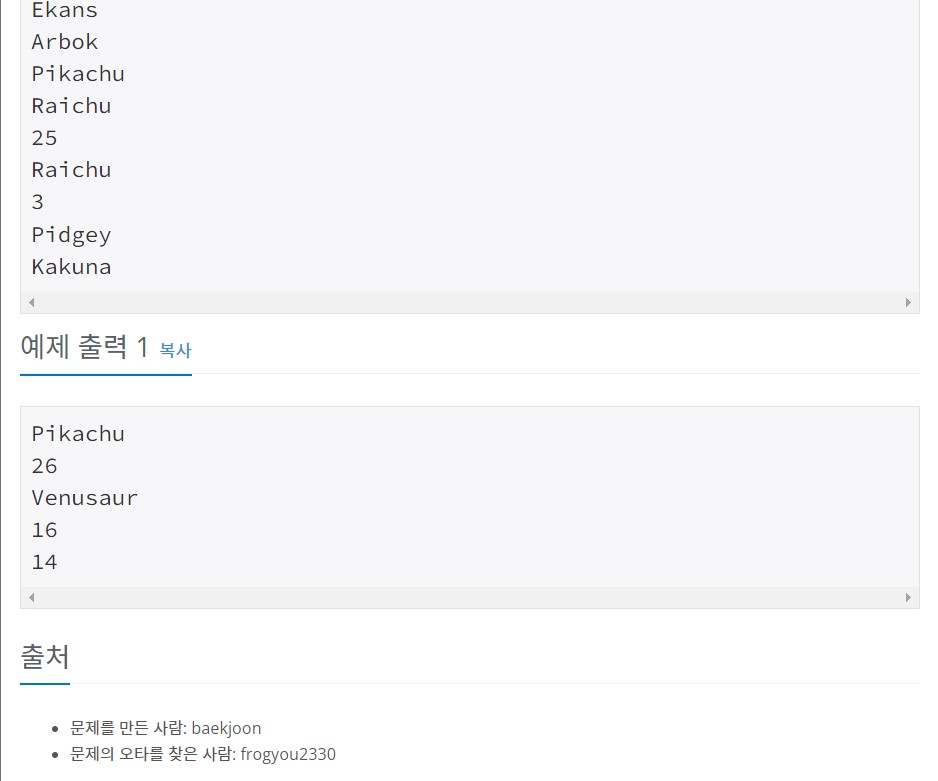 Ekans
Arbok
Pikachu
Raichu
25
Raichu
3
Pidgey
Kakuna
예제 출력 1 복사
Pikachu
26
Venusaur
16
14
출처
문제를 만든 사람: baekjoon
문제의 오타를 찾은 사람: frogyou2330